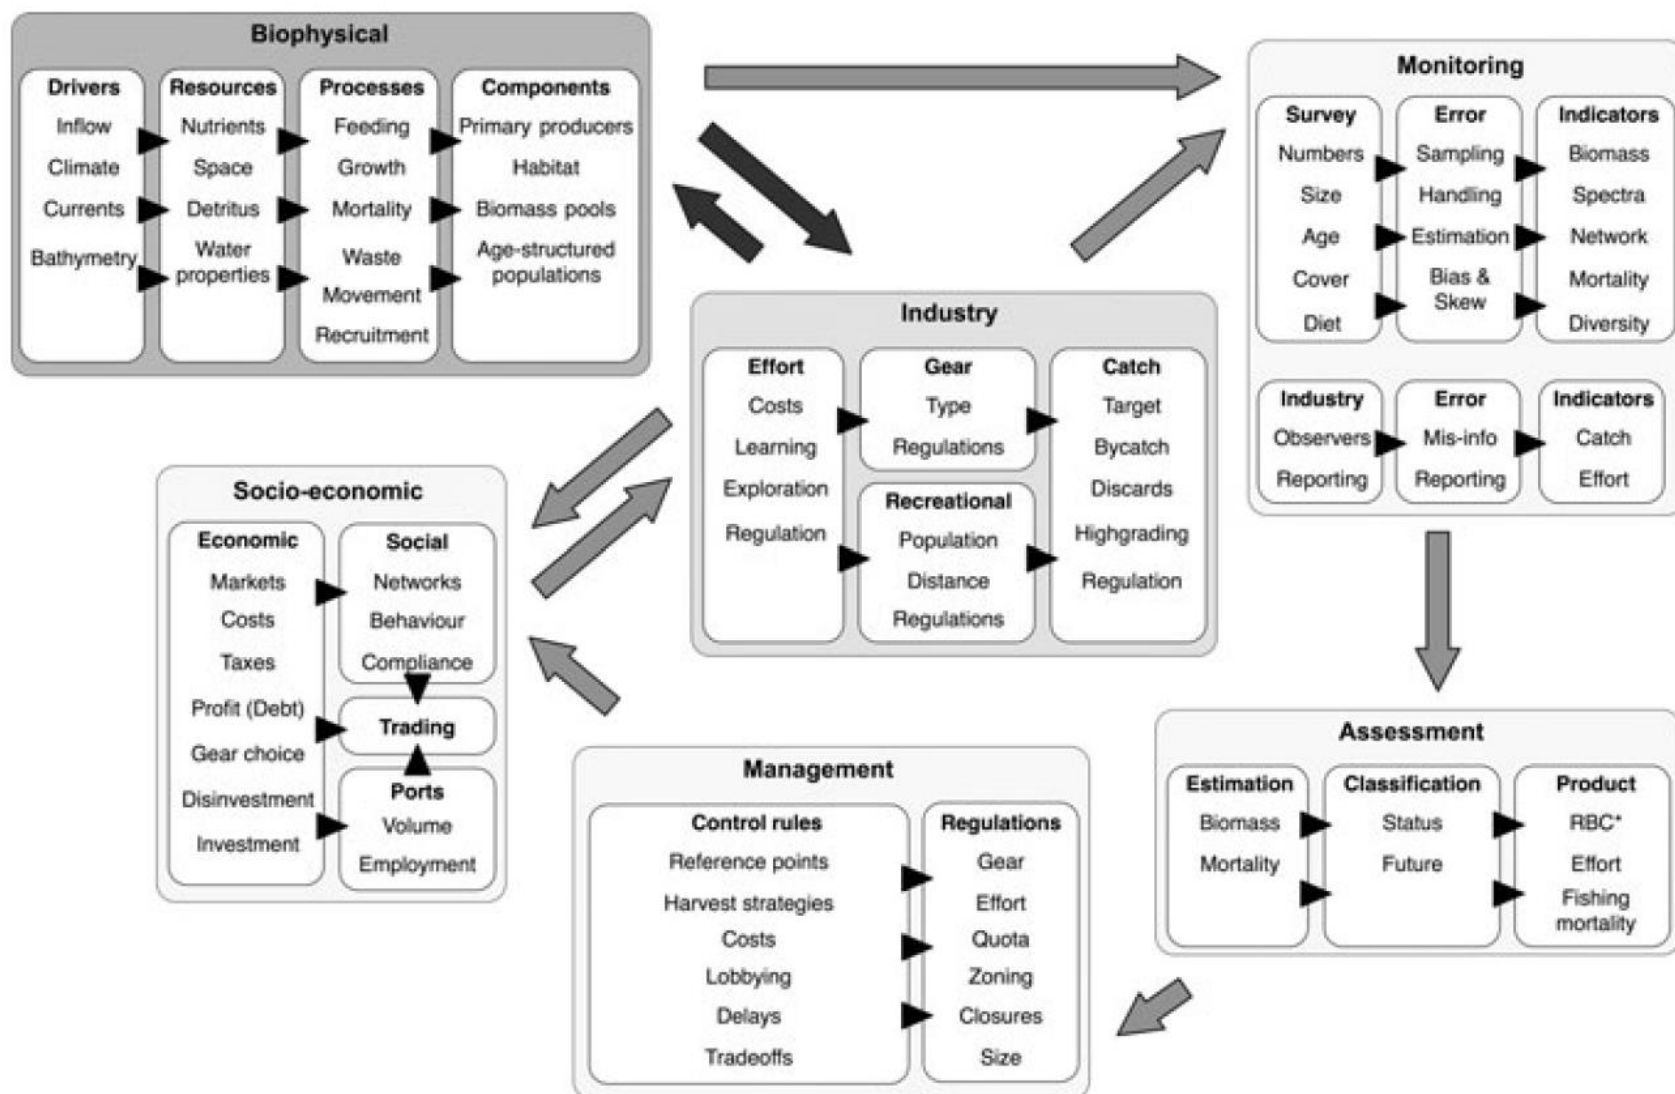 Biophysical
Drivers
Inflow
Climate
Currents
Bathymetry
Resources
Nutrients
Space
Detritus
Water
properties
Processes
Feeding
Growth
Mortality
Waste
Movement
Recruitment
Components
Primary producers
Habitat
Biomass pools
Age-structured
populations
Monitoring
Survey
Numbers
Size
Age
Cover
Diet
Error
Sampling
Handling
Estimation
Bias &
Skew
Indicators
Biomass
Spectra
Network
Mortality
Diversity
Industry
Observers
Reporting
Error
Mis-info
Reporting
Indicators
Catch
Effort
Industry
Effort
Costs
Learning
Exploration
Regulation
Gear
Type
Regulations
Recreational
Population
Distance
Regulations
Catch
Target
Bycatch
Discards
Highgrading
Regulation
Socio-economic
Economic
Markets
Costs
Taxes
Profit (Debt)
Gear choice
Disinvestment
Investment
Social
Networks
Behaviour
Compliance
Trading
Ports
Volume
Employment
Management
Control rules
Reference points
Harvest strategies
Costs
Lobbying
Delays
Tradeoffs
Regulations
Gear
Effort
Quota
Zoning
Closures
Size
Assessment
Estimation
Biomass
Mortality
Classification
Status
Future
Product
RBC*
Effort
Fishing
mortality